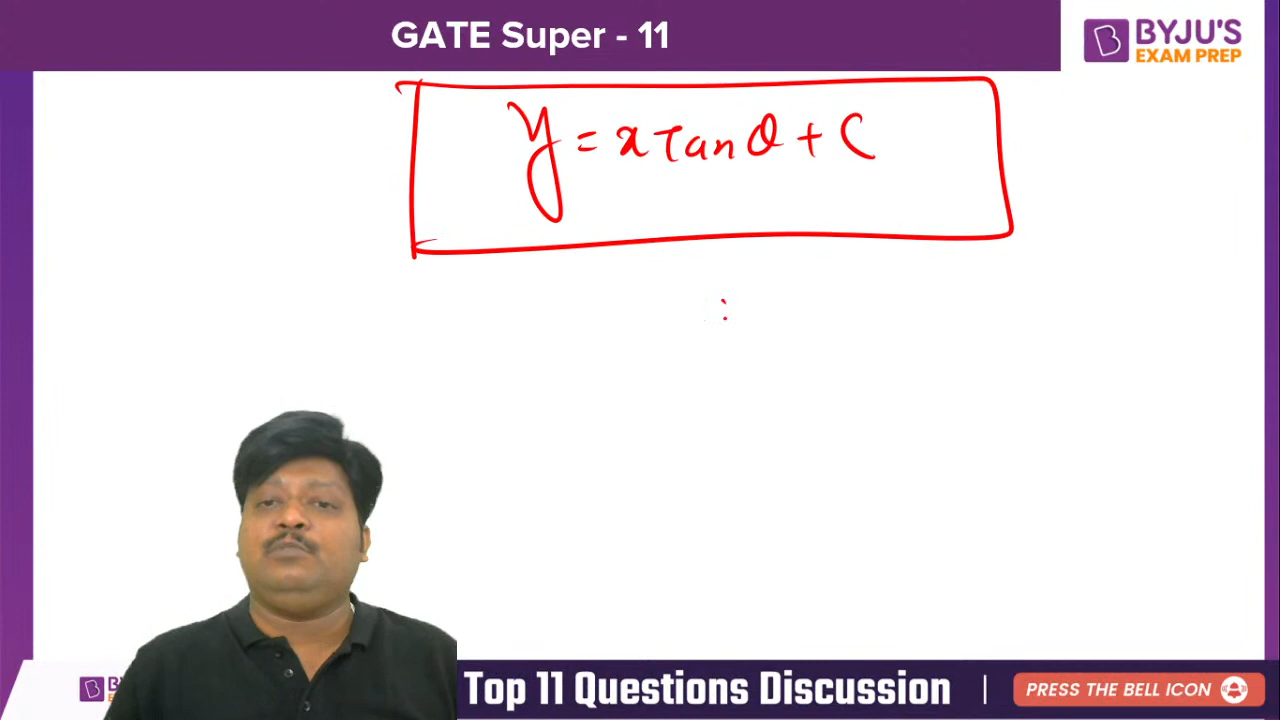 GATE Super - 11
BYJU'S
EXAM PREP
y = x Tan θ + C
Top 11 Questions Discussion
PRESS THE BELL ICON